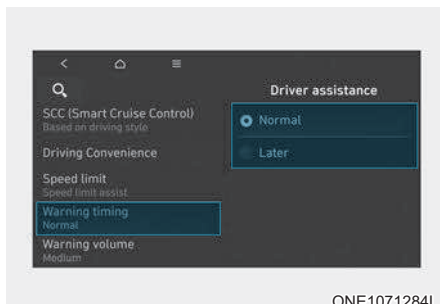 Driver assistance
SCC (Smart Cruise Control)
Based on driving style
Driving Convenience
Speed limit
Speed limit assist
Warning timing
Normal
Warning volume
Medium
Normal
Later
ONE1071284L